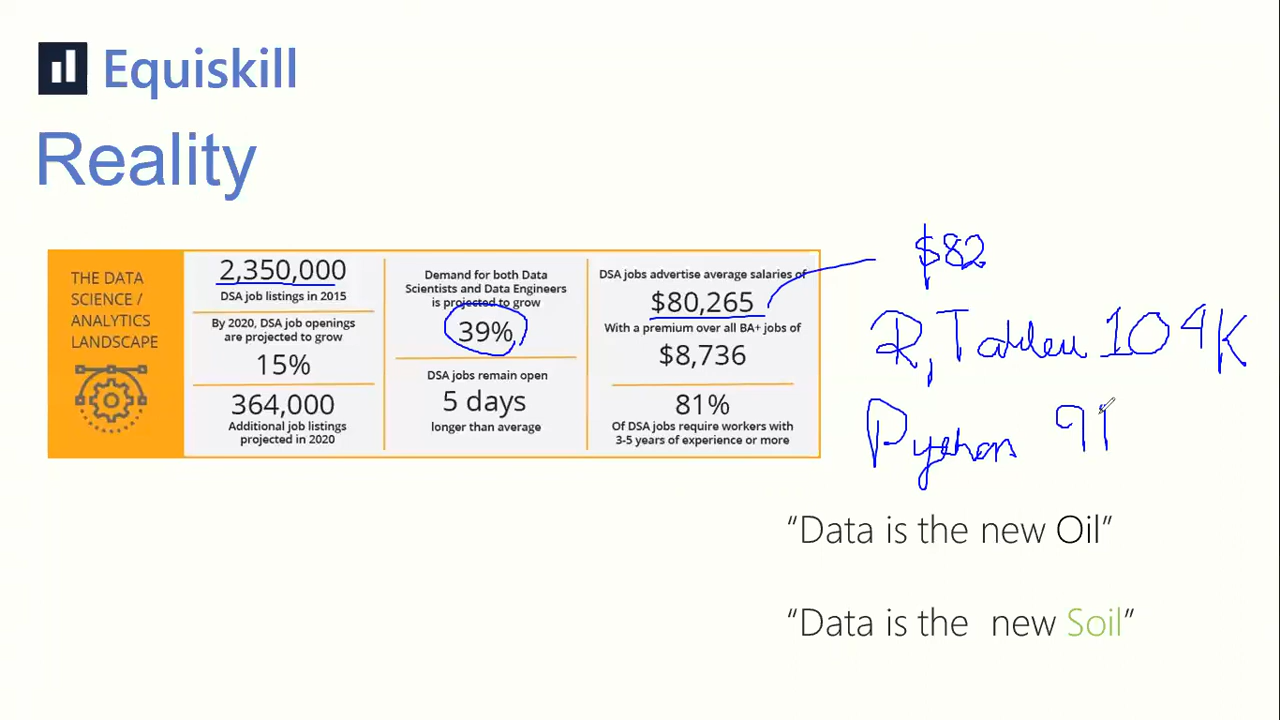 Equiskill
Reality
THE DATA
SCIENCE /
ANALYTICS
LANDSCAPE
2,350,000
DSA job listings in 2015
By 2020, DSA job openings
are projected to grow
15%
364,000
Additional job listings
projected in 2020
Demand for both Data
Scientists and Data Engineers
is projected to grow
39%
DSA jobs remain open
5 days
longer than average
DSA jobs advertise average salaries of
$80,265
With a premium over all BA+ jobs of
$8,736
81%
Of DSA jobs require workers with
3-5 years of experience or more
$82
R, Tableu 104K
Python 91
“Data is the new Oil”
“Data is the new Soil”